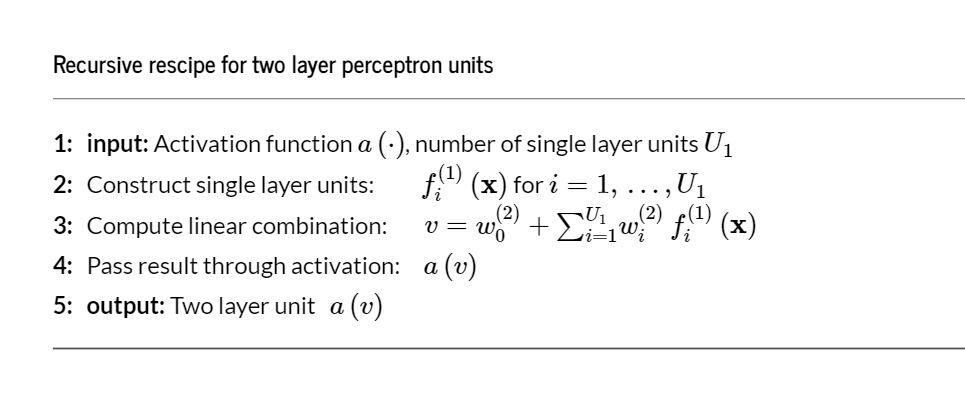 Recursive rescipe for two layer perceptron units
1: input: Activation function a (·), number of single layer units U₁
2: Construct single layer units: f_i^(1) (x) for i = 1, ..., U₁
3: Compute linear combination: v = w_0^(2) + ∑_{i=1}^{U₁} w_i^(2) f_i^(1) (x)
4: Pass result through activation: a (v)
5: output: Two layer unit a (v)